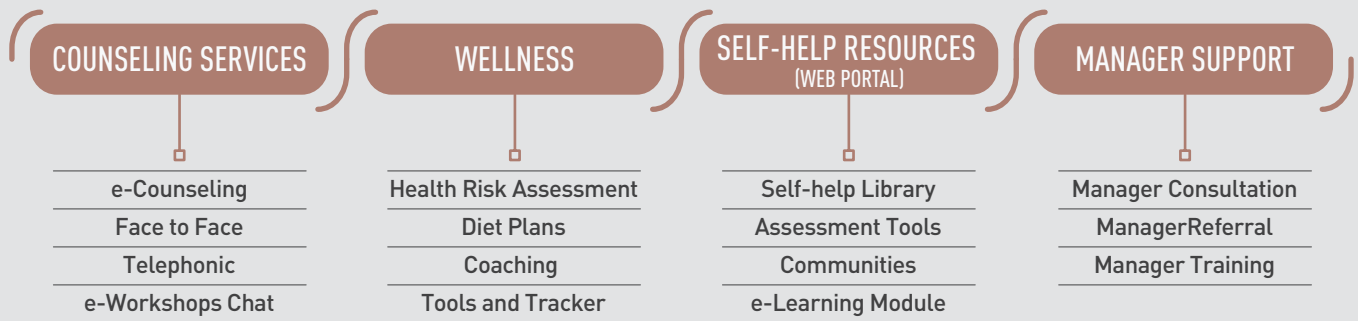 COUNSELING SERVICES
e-Counseling
Face to Face
Telephonic
e-Workshops Chat
WELLNESS
Health Risk Assessment
Diet Plans
Coaching
Tools and Tracker
SELF-HELP RESOURCES
(WEB PORTAL)
Self-help Library
Assessment Tools
Communities
e-Learning Module
MANAGER SUPPORT
Manager Consultation
ManagerReferral
Manager Training